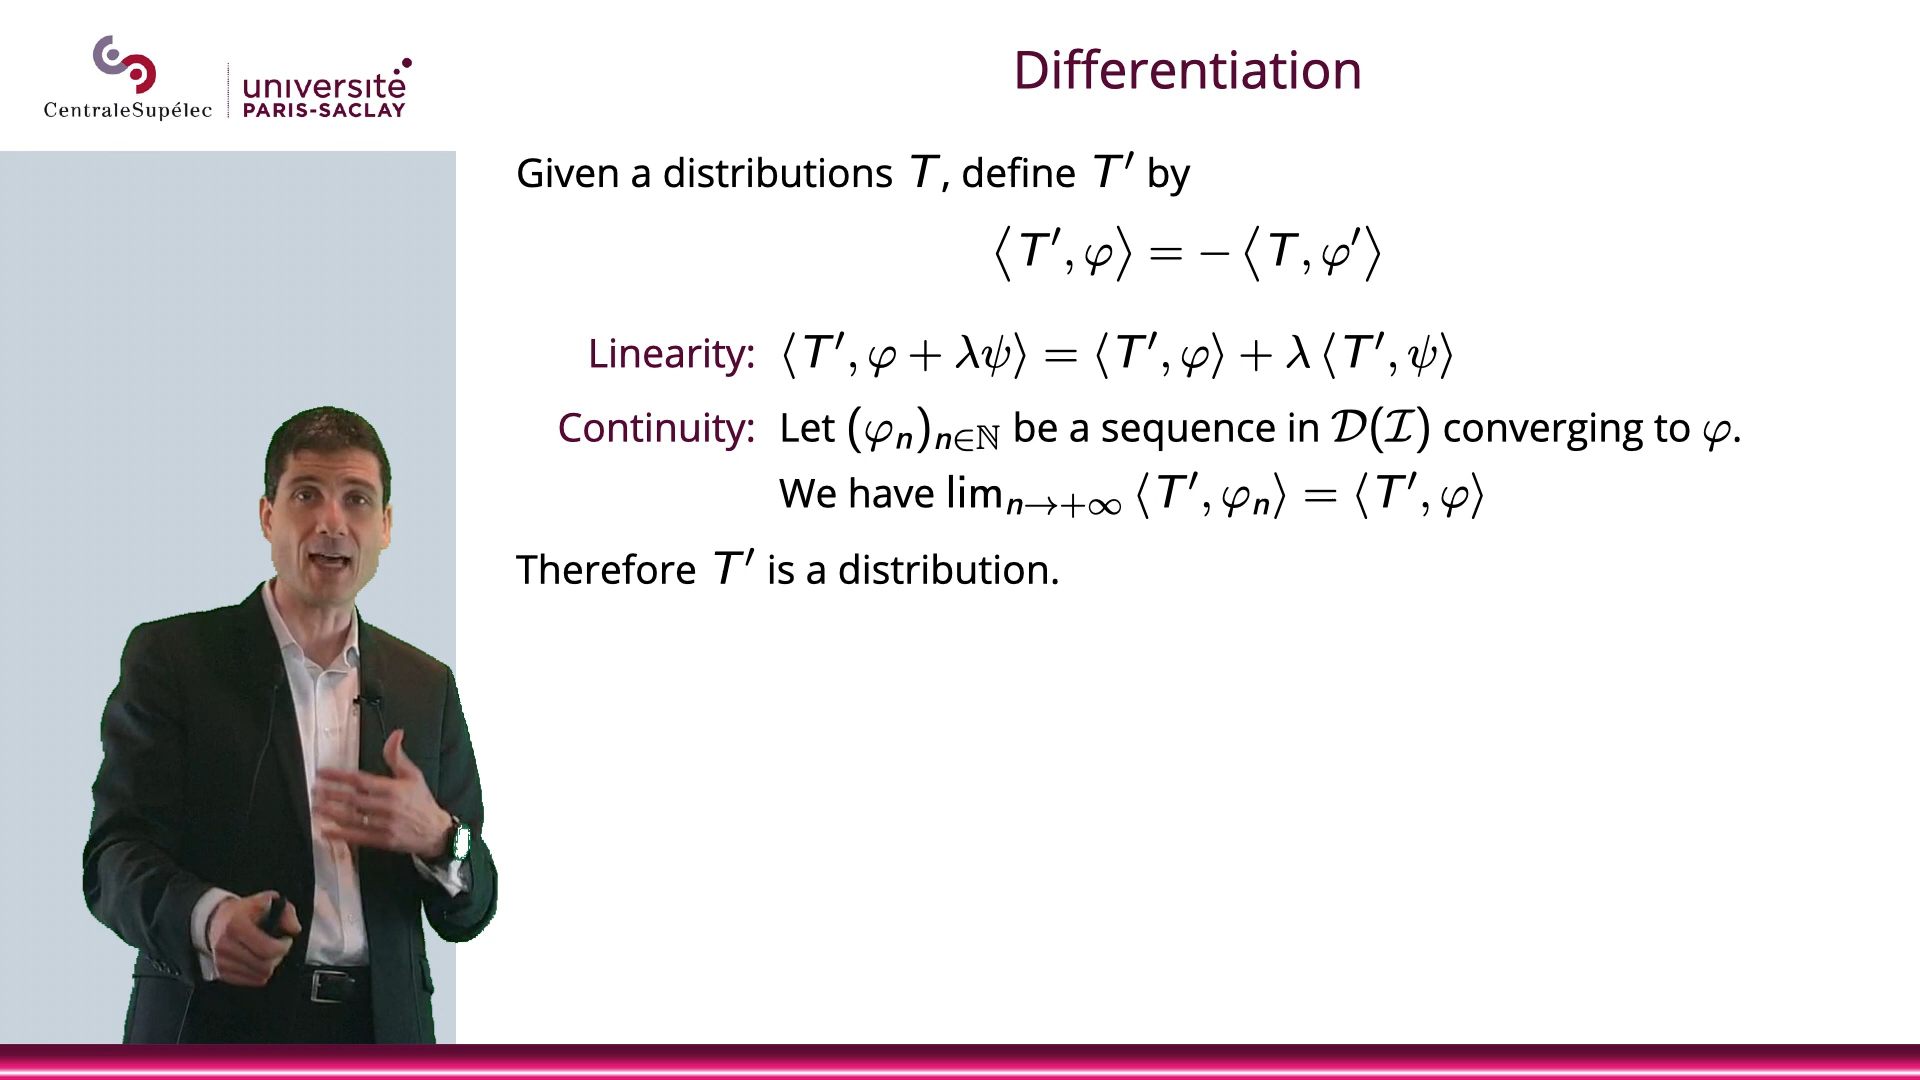 CentraleSupélec
université
PARIS-SACLAY
Differentiation
Given a distributions T, define T′ by
⟨T′, φ⟩ = − ⟨T, φ′⟩
Linearity: ⟨T′, φ + λψ⟩ = ⟨T′, φ⟩ + λ ⟨T′, ψ⟩
Continuity: Let (φₙ)ₙ∈ℕ be a sequence in 𝒟(ℐ) converging to φ.
We have limₙ→₊∞ ⟨T′, φₙ⟩ = ⟨T′, φ⟩
Therefore T′ is a distribution.